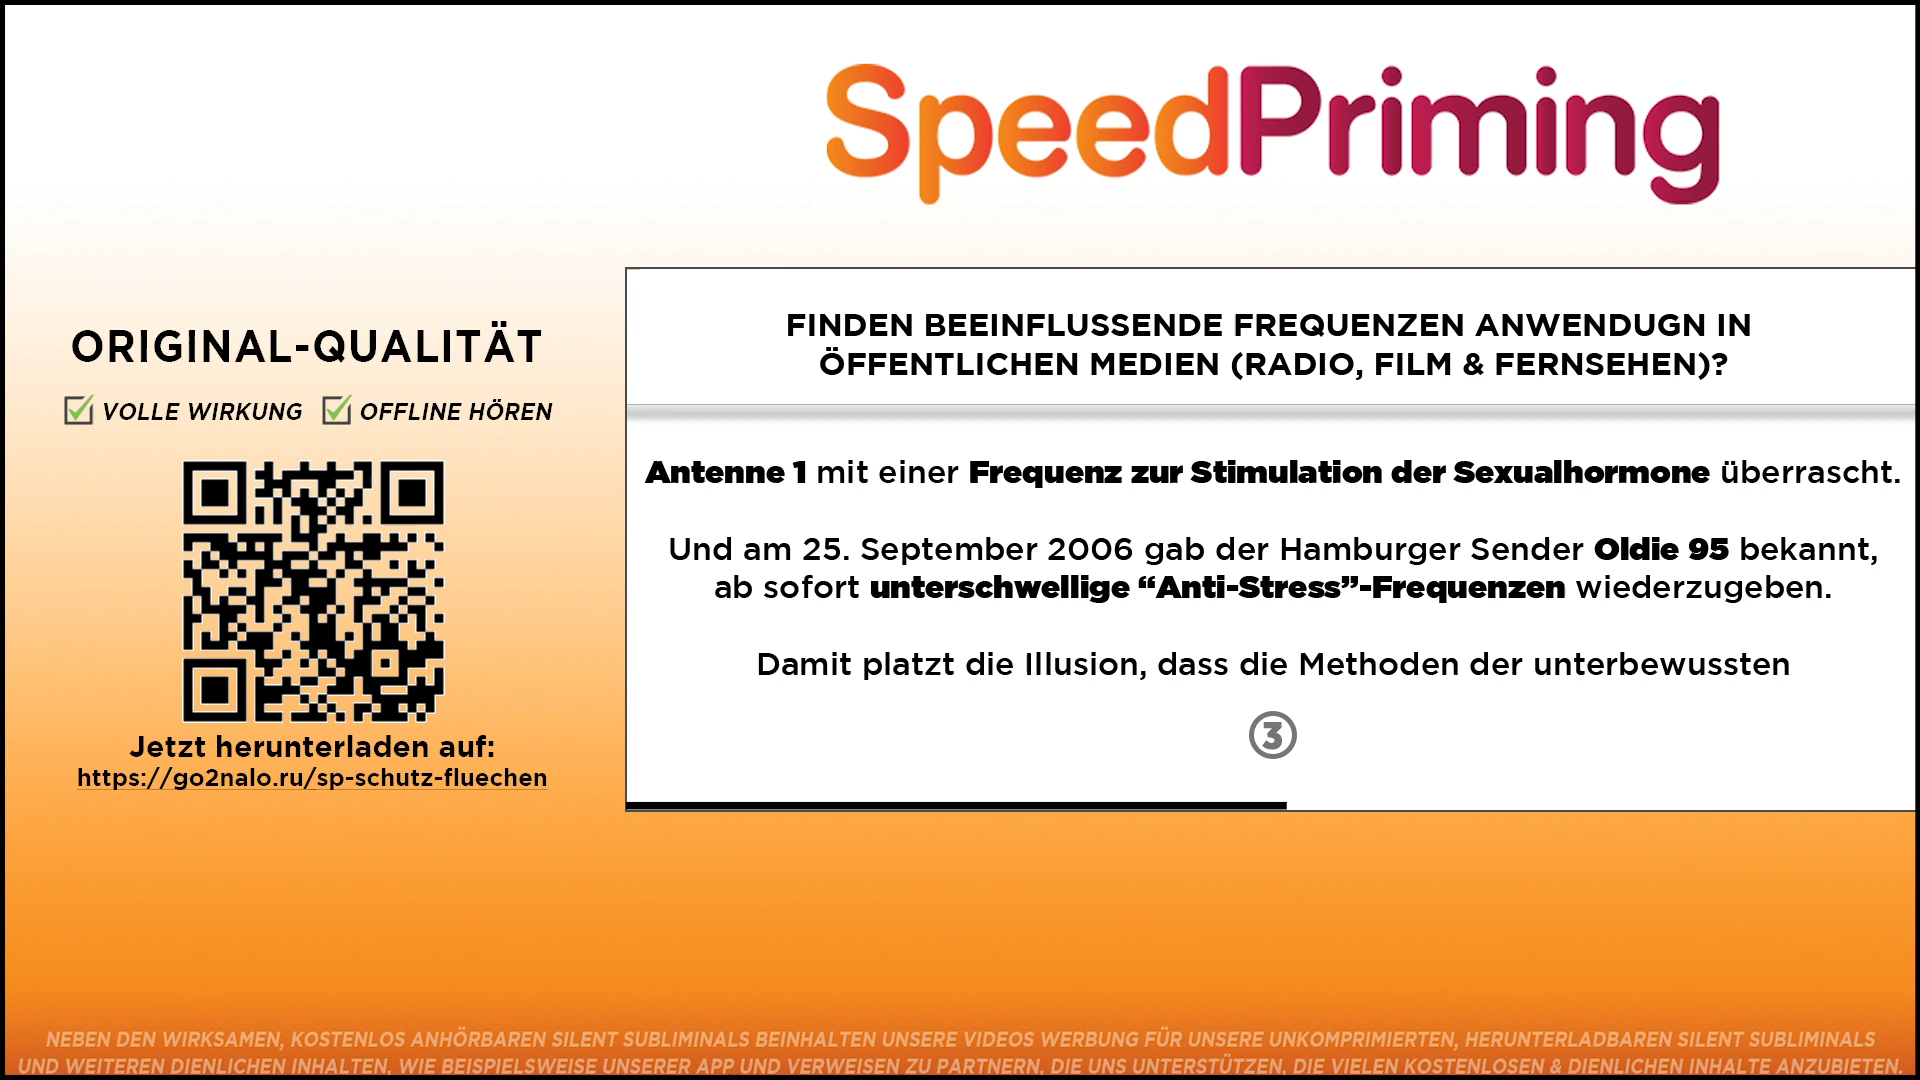 SpeedPriming
ORIGINAL-QUALITÄT
VOLLE WIRKUNG OFFLINE HÖREN
Jetzt herunterladen auf:
https://go2nalo.ru/sp-schutz-fluechen
FINDEN BEEINFLUSSENDE FREQUENZEN ANWENDUGN IN
ÖFFENTLICHEN MEDIEN (RADIO, FILM & FERNSEHEN)?
Antenne 1 mit einer Frequenz zur Stimulation der Sexualhormone überrascht.
Und am 25. September 2006 gab der Hamburger Sender Oldie 95 bekannt,
ab sofort unterschwellige “Anti-Stress”-Frequenzen wiederzugeben.
Damit platzt die Illusion, dass die Methoden der unterbewussten
3
NEBEN DEN WIRKSAMEN, KOSTENLOS ANHÖRBAREN SILENT SUBLIMINALS BEINHALTEN UNSERE VIDEOS WERBUNG FÜR UNSERE UNKOMPRIMIERTEN, HERUNTERLADBAREN SILENT SUBLIMINALS
UND WEITEREN DIENLICHEN INHALTEN, WIE BEISPIELSWEISE UNSERER APP UND VERWEISEN ZU PARTNERN, DIE UNS UNTERSTÜTZEN, DIE VIELEN KOSTENLOSEN & DIENLICHEN INHALTE ANZUBIETEN.